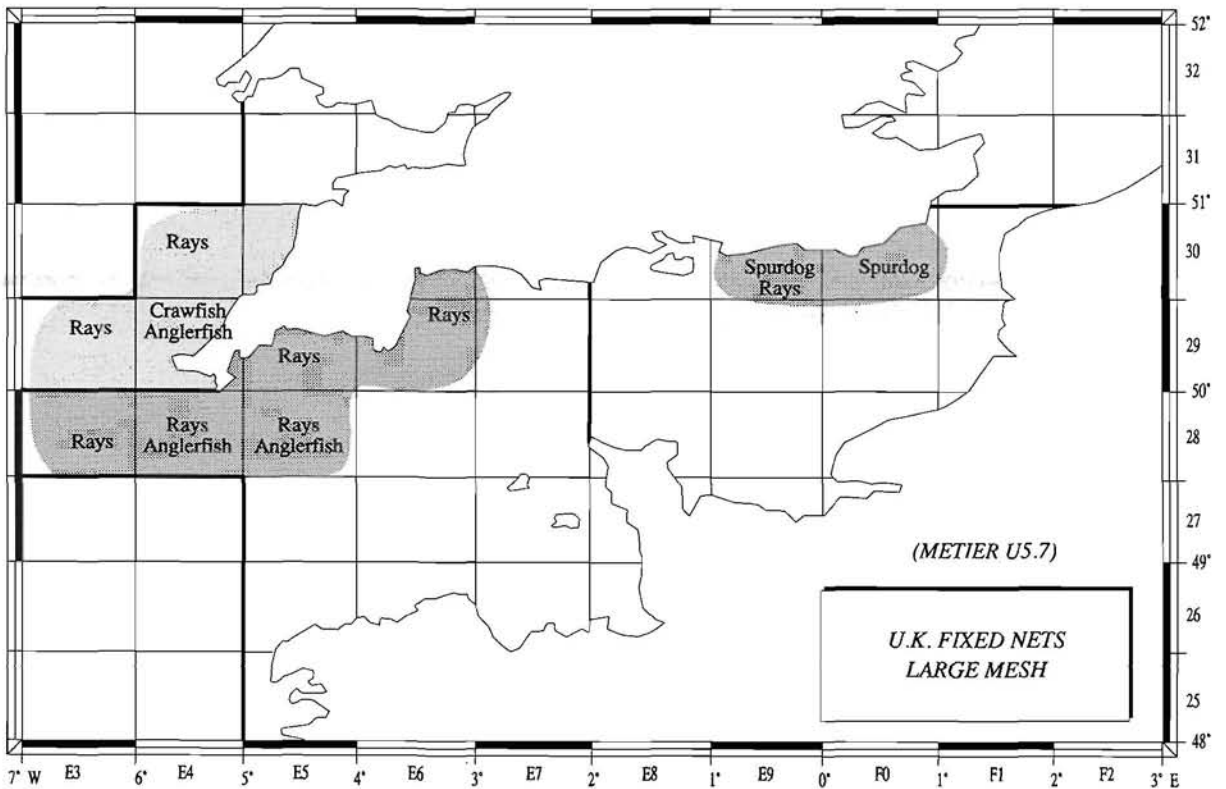 52°
32
31
51°
Rays
30
Spurdog
Rays
Spurdog
Crawfish
Anglerfish
Rays
Rays
29
Rays
50°
Rays
Rays
Anglerfish
Rays
Anglerfish
28
27
(METIER U5.7)
49°
26
U.K. FIXED NETS
LARGE MESH
25
48°
7° W E3 6° E4 5° E5 4° E6 3° E7 2° E8 1° E9 0° F0 1° F1 2° F2 3° E